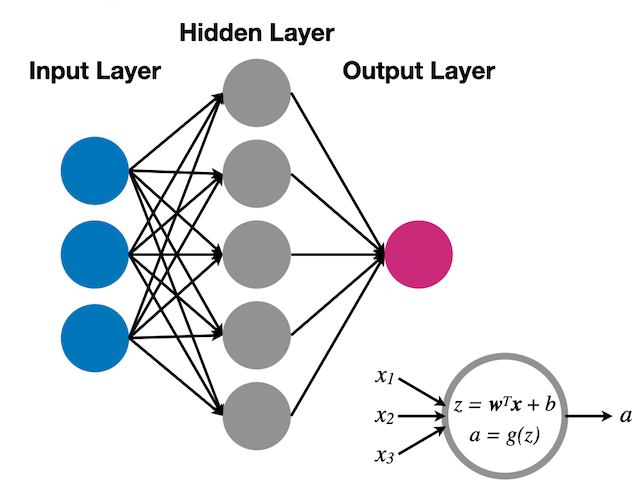 Hidden Layer
Input Layer
Output Layer
x₁
x₂
x₃
z = wᵀx + b
a = g(z)
a